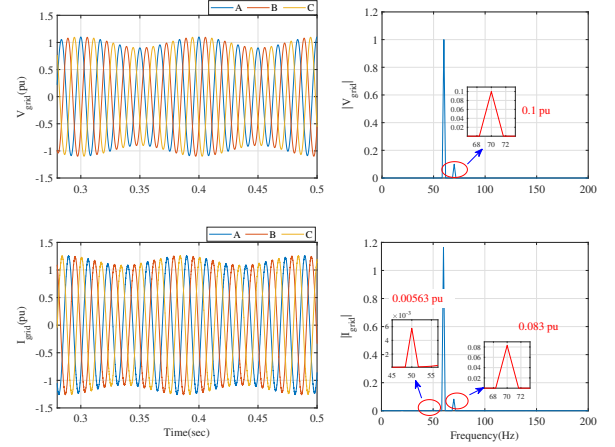 A B C
1.5
1
0.5
0
-0.5
-1
-1.5
V_grid(pu)
0.3 0.35 0.4 0.45 0.5
1.2
1
0.8
0.6
0.4
0.2
0
|V_grid|
0.1
0.08
0.06
0.04
0.02
68 70 72
0.1 pu
0 50 100 150 200
A B C
1.5
1
0.5
0
-0.5
-1
-1.5
I_grid(pu)
0.3 0.35 0.4 0.45 0.5
Time(sec)
1.2
1
0.8
0.6
0.4
0.2
0
|I_grid|
0.00563 pu
×10⁻³
6
4
2
45 50 55
0.083 pu
0.08
0.06
0.04
0.02
68 70 72
0 50 100 150 200
Frequency(Hz)